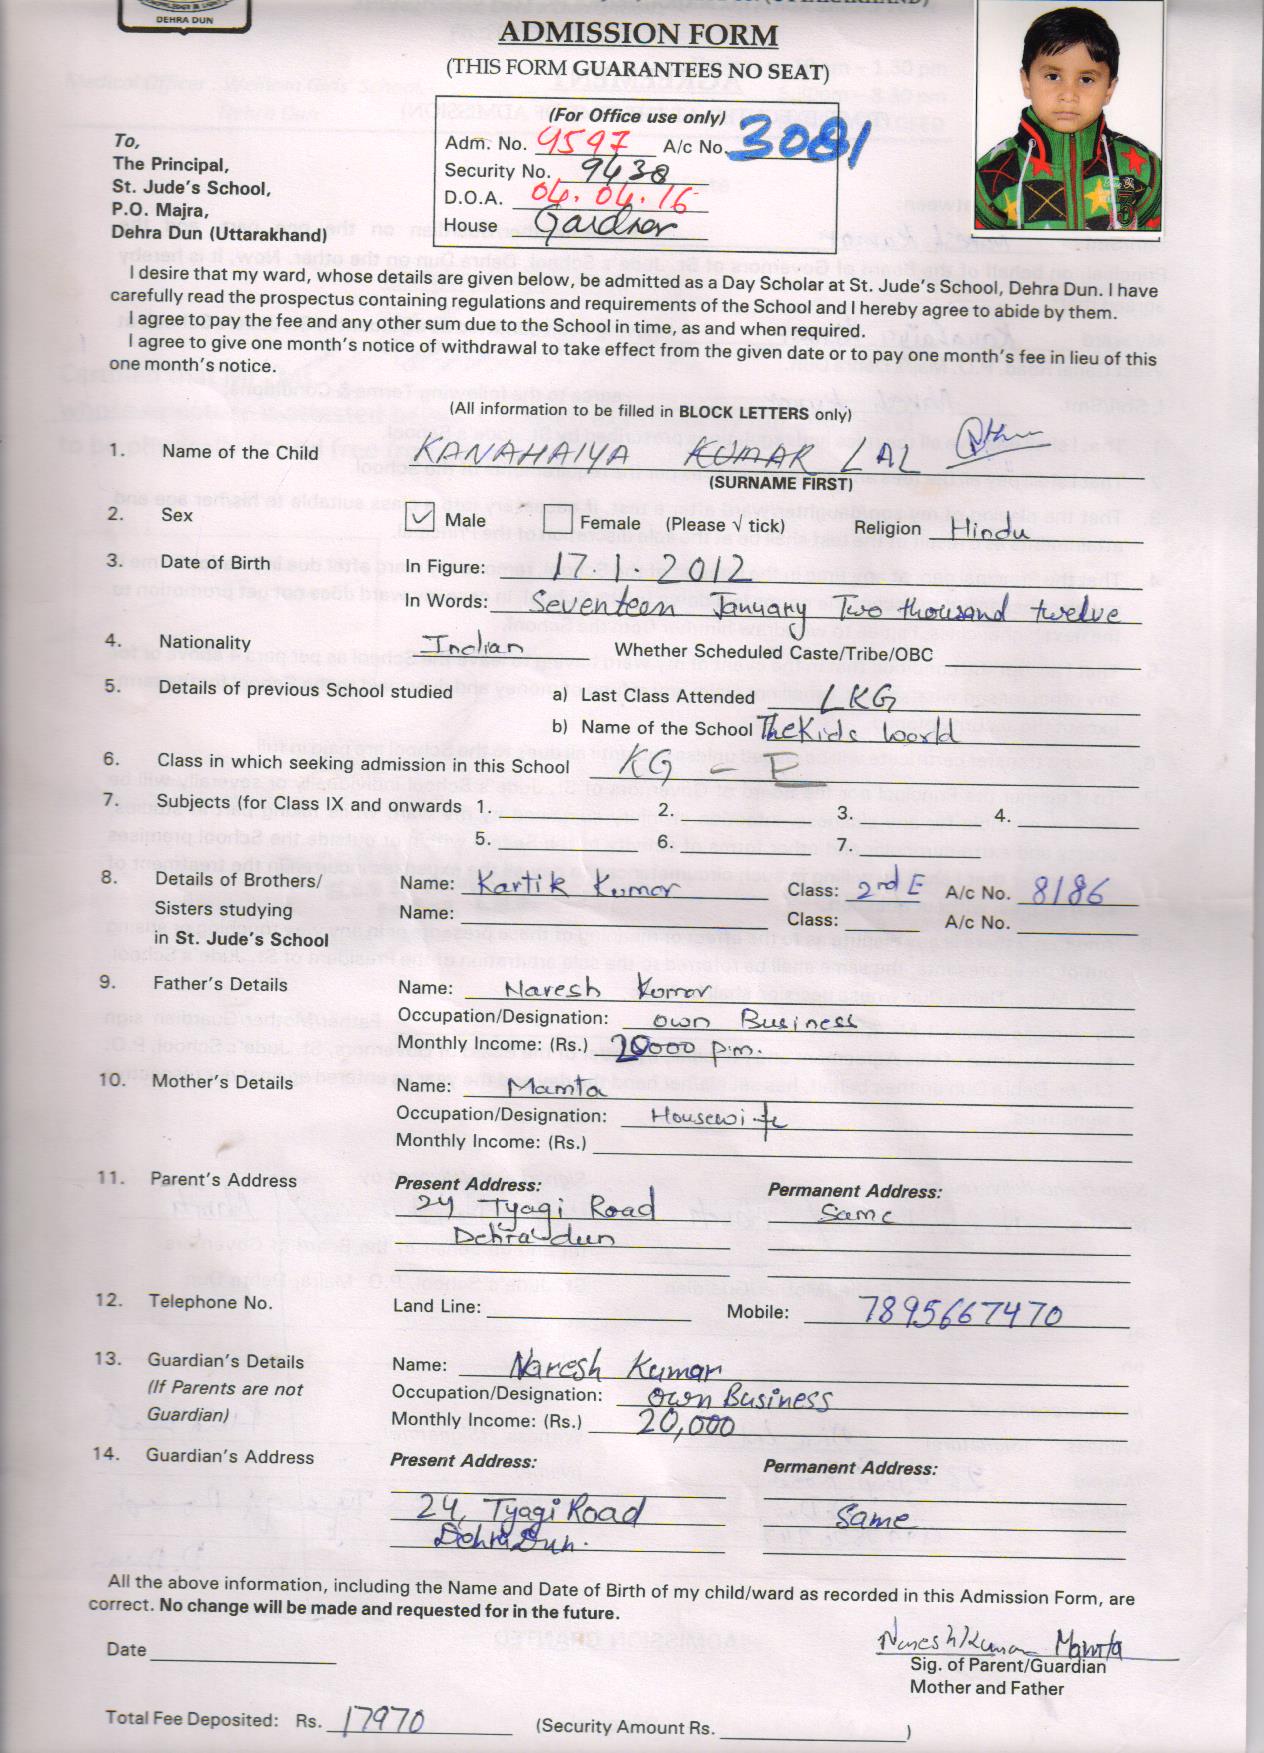 DEHRA DUN
ADMISSION FORM
(THIS FORM GUARANTEES NO SEAT)
(For Office use only)
Adm. No. 9597 A/c No. 3081
Security No. 9438
D.O.A. 04.04.16
House Gardner
To,
The Principal,
St. Jude's School,
P.O. Majra,
Dehra Dun (Uttarakhand)
I desire that my ward, whose details are given below, be admitted as a Day Scholar at St. Jude's School, Dehra Dun. I have
carefully read the prospectus containing regulations and requirements of the School and I hereby agree to abide by them.
I agree to pay the fee and any other sum due to the School in time, as and when required.
I agree to give one month's notice of withdrawal to take effect from the given date or to pay one month's fee in lieu of this
one month's notice.
(All information to be filled in BLOCK LETTERS only)
1. Name of the Child KANAHAIYA KUMAR LAL
(SURNAME FIRST)
2. Sex Male Female (Please √ tick) Religion Hindu
3. Date of Birth In Figure: 17.1.2012
In Words: Seventeen January Two thousand twelve
4. Nationality Indian Whether Scheduled Caste/Tribe/OBC
5. Details of previous School studied a) Last Class Attended LKG
b) Name of the School The Kids World
6. Class in which seeking admission in this School KG - E
7. Subjects (for Class IX and onwards 1. 2. 3. 4.
5. 6. 7.
8. Details of Brothers/ Name: Kartik Kumar Class: 2nd E A/c No. 8186
Sisters studying Name: Class: A/c No.
in St. Jude's School
9. Father's Details Name: Naresh Kumar
Occupation/Designation: own Business
Monthly Income: (Rs.) 20000 p.m.
10. Mother's Details Name: Mamta
Occupation/Designation: Housewife
Monthly Income: (Rs.)
11. Parent's Address Present Address: Permanent Address:
24 Tyagi Road Same
Dehradun
12. Telephone No. Land Line: Mobile: 7895667470
13. Guardian's Details Name: Naresh Kumar
(If Parents are not Occupation/Designation: Own Business
Guardian) Monthly Income: (Rs.) 20,000
14. Guardian's Address Present Address: Permanent Address:
24, Tyagi Road Same
Dehra Dun.
All the above information, including the Name and Date of Birth of my child/ward as recorded in this Admission Form, are
correct. No change will be made and requested for in the future.
Naresh Kumar Mamta
Date Sig. of Parent/Guardian
Mother and Father
Total Fee Deposited: Rs. 17970 (Security Amount Rs. )